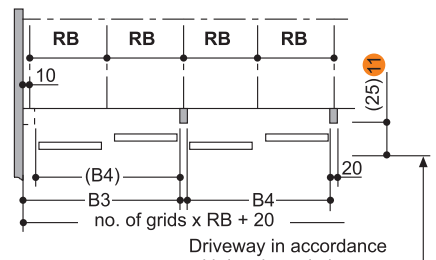 RB RB RB RB
10
(25) 11
20
(B4)
B3 B4
no. of grids x RB + 20
Driveway in accordance